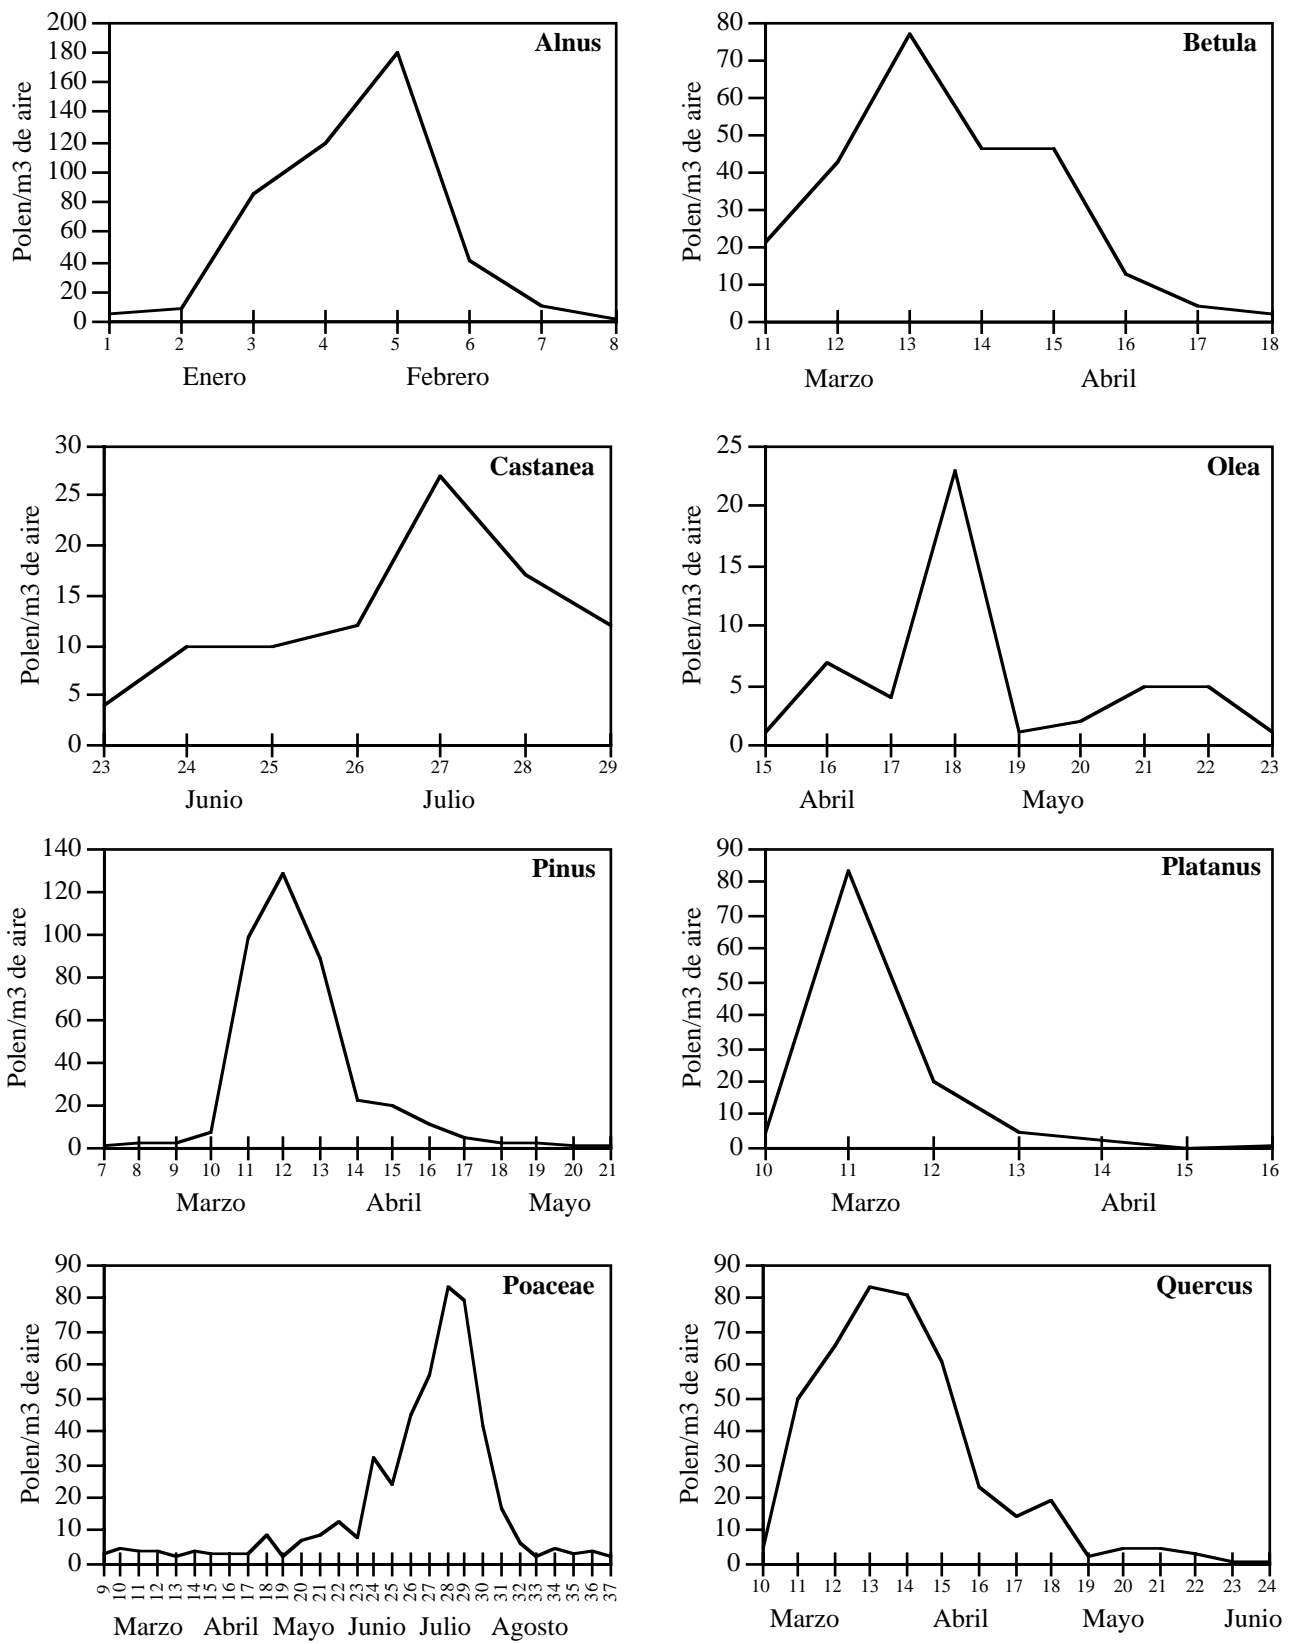 Alnus
Polen/m3 de aire
200
180
160
140
120
100
80
60
40
20
0
1 2 3 4 5 6 7 8
Enero Febrero
Betula
Polen/m3 de aire
80
70
60
50
40
30
20
10
0
11 12 13 14 15 16 17 18
Marzo Abril
Castanea
Polen/m3 de aire
30
25
20
15
10
5
0
23 24 25 26 27 28 29
Junio Julio
Olea
Polen/m3 de aire
25
20
15
10
5
0
15 16 17 18 19 20 21 22 23
Abril Mayo
Pinus
Polen/m3 de aire
140
120
100
80
60
40
20
0
7 8 9 10 11 12 13 14 15 16 17 18 19 20 21
Marzo Abril Mayo
Platanus
Polen/m3 de aire
90
80
70
60
50
40
30
20
10
0
10 11 12 13 14 15 16
Marzo Abril
Poaceae
Polen/m3 de aire
90
80
70
60
50
40
30
20
10
0
9 10 11 12 13 14 15 16 17 18 19 20 21 22 23 24 25 26 27 28 29 30 31 32 33 34 35 36 37
Marzo Abril Mayo Junio Julio Agosto
Quercus
Polen/m3 de aire
90
80
70
60
50
40
30
20
10
0
10 11 12 13 14 15 16 17 18 19 20 21 22 23 24
Marzo Abril Mayo Junio